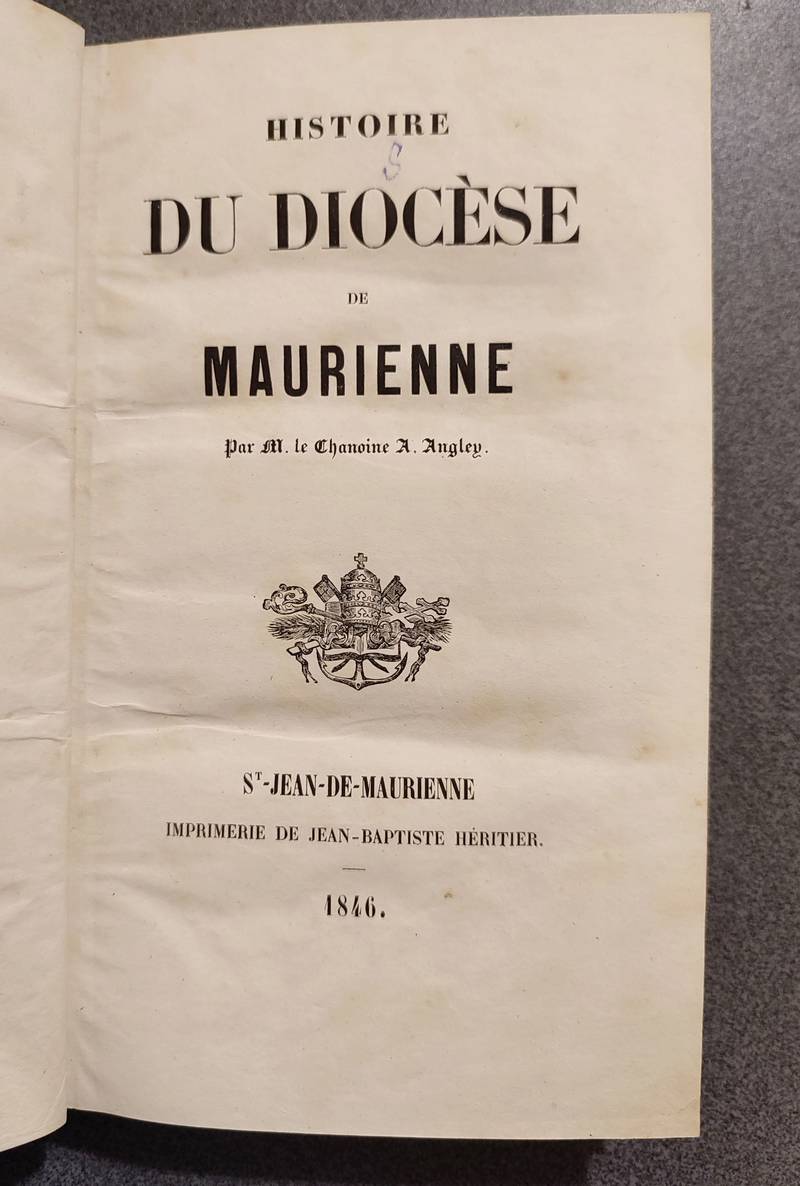 HISTOIRE
S
DU DIOCÈSE
DE
MAURIENNE
Par M. le Chanoine A. Angley.
ST-JEAN-DE-MAURIENNE
IMPRIMERIE DE JEAN-BAPTISTE HÉRITIER.
1846.